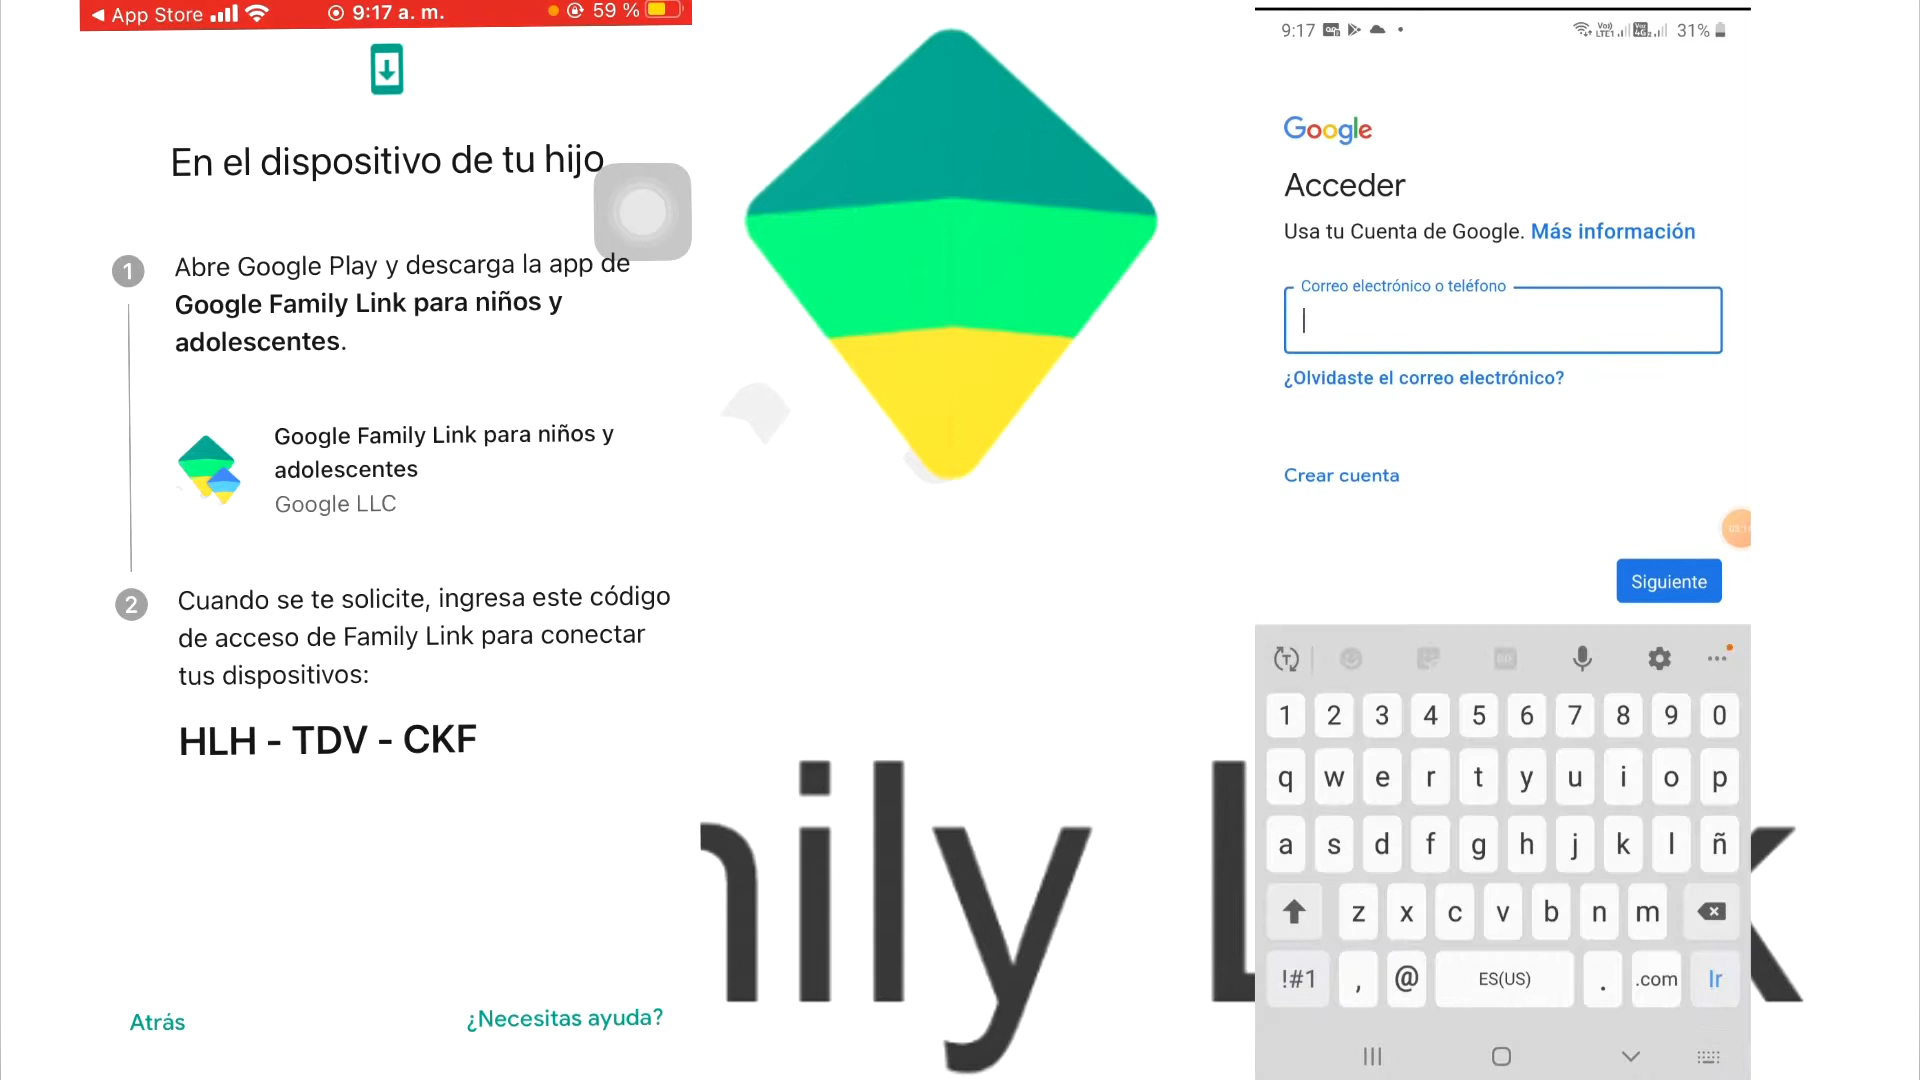 App Store
9:17 a. m.
59 %
En el dispositivo de tu hijo
1
Abre Google Play y descarga la app de
Google Family Link para niños y
adolescentes.
Google Family Link para niños y
adolescentes
Google LLC
2
Cuando se te solicite, ingresa este código
de acceso de Family Link para conectar
tus dispositivos:
HLH - TDV - CKF
Atrás
¿Necesitas ayuda?
mily L k
9:17
31%
Google
Acceder
Usa tu Cuenta de Google. Más información
Correo electrónico o teléfono
¿Olvidaste el correo electrónico?
Crear cuenta
Siguiente
GIF
1 2 3 4 5 6 7 8 9 0
q w e r t y u i o p
a s d f g h j k l ñ
z x c v b n m
!#1 , @ ES(US) . .com Ir